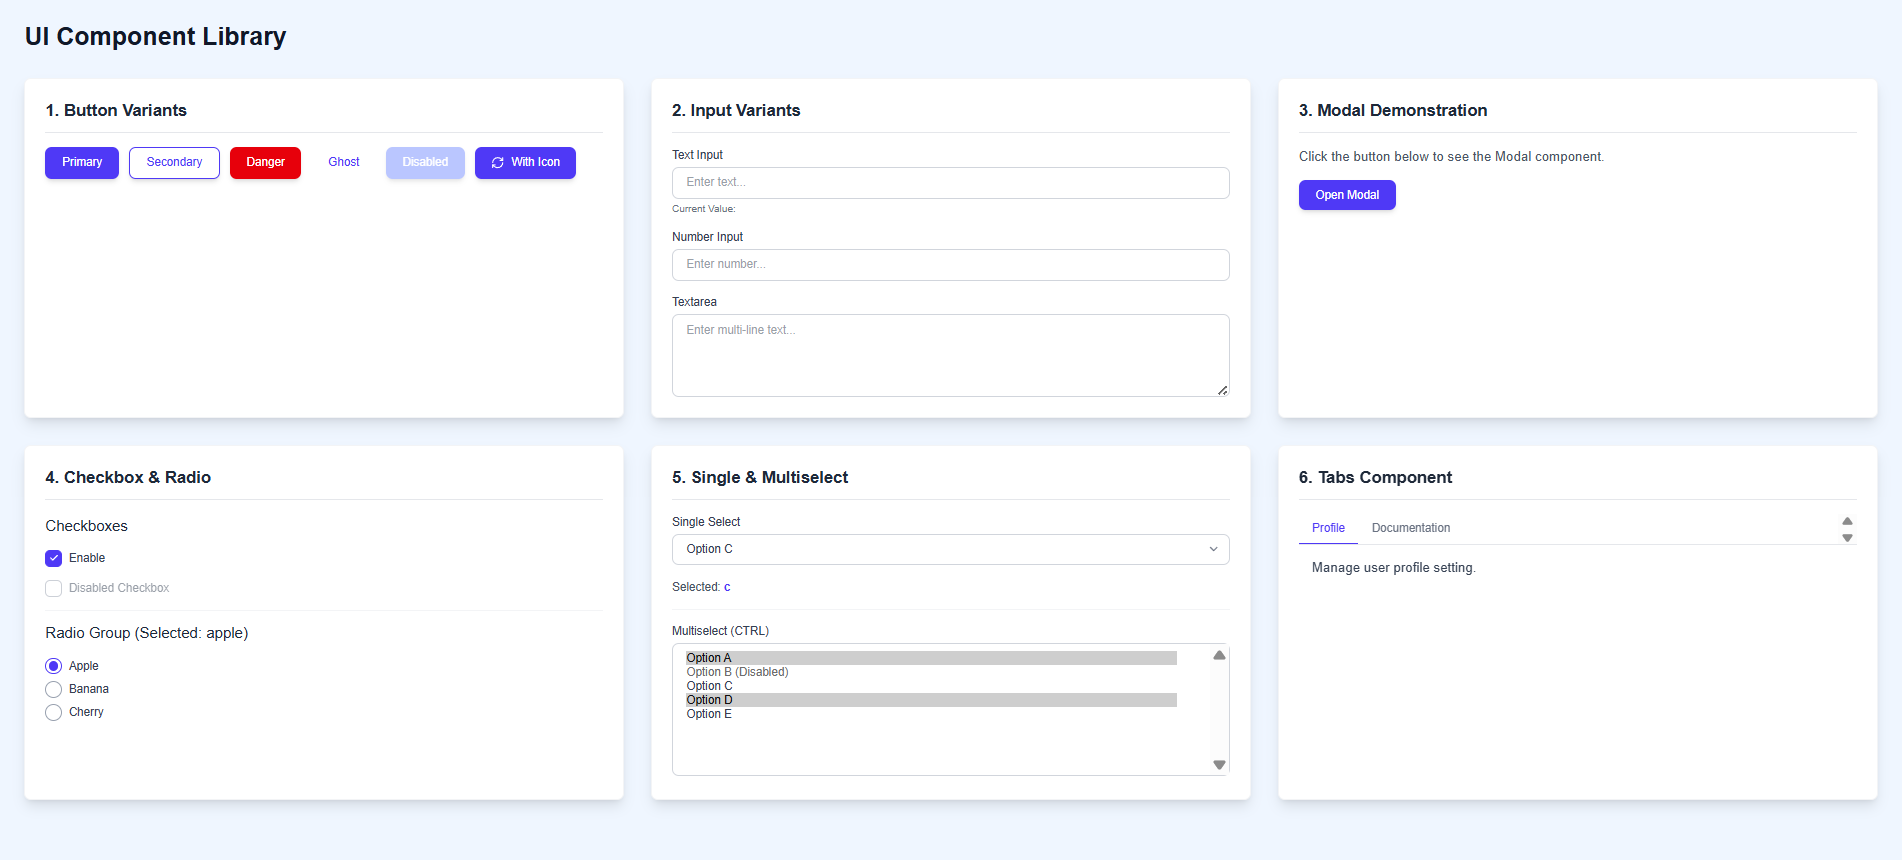 UI Component Library
1. Button Variants
Primary
Secondary
Danger
Ghost
Disabled
With Icon
2. Input Variants
Text Input
Enter text...
Current Value:
Number Input
Enter number...
Textarea
Enter multi-line text...
3. Modal Demonstration
Click the button below to see the Modal component.
Open Modal
4. Checkbox & Radio
Checkboxes
Enable
Disabled Checkbox
Radio Group (Selected: apple)
Apple
Banana
Cherry
5. Single & Multiselect
Single Select
Option C
Selected: c
Multiselect (CTRL)
Option A
Option B (Disabled)
Option C
Option D
Option E
6. Tabs Component
Profile
Documentation
Manage user profile setting.